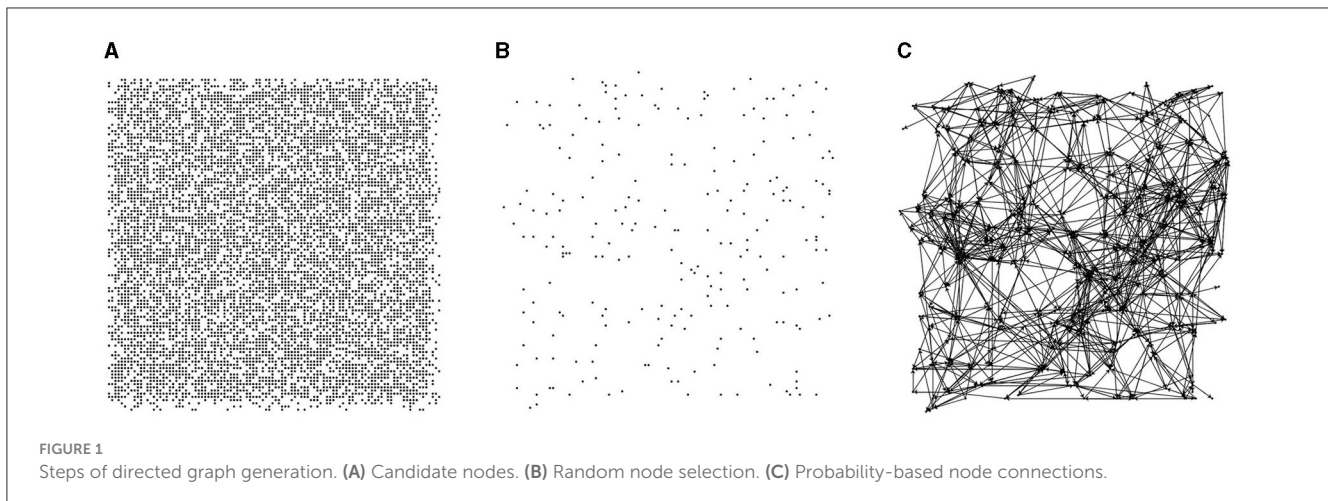 A
B
C
FIGURE 1
Steps of directed graph generation. (A) Candidate nodes. (B) Random node selection. (C) Probability-based node connections.